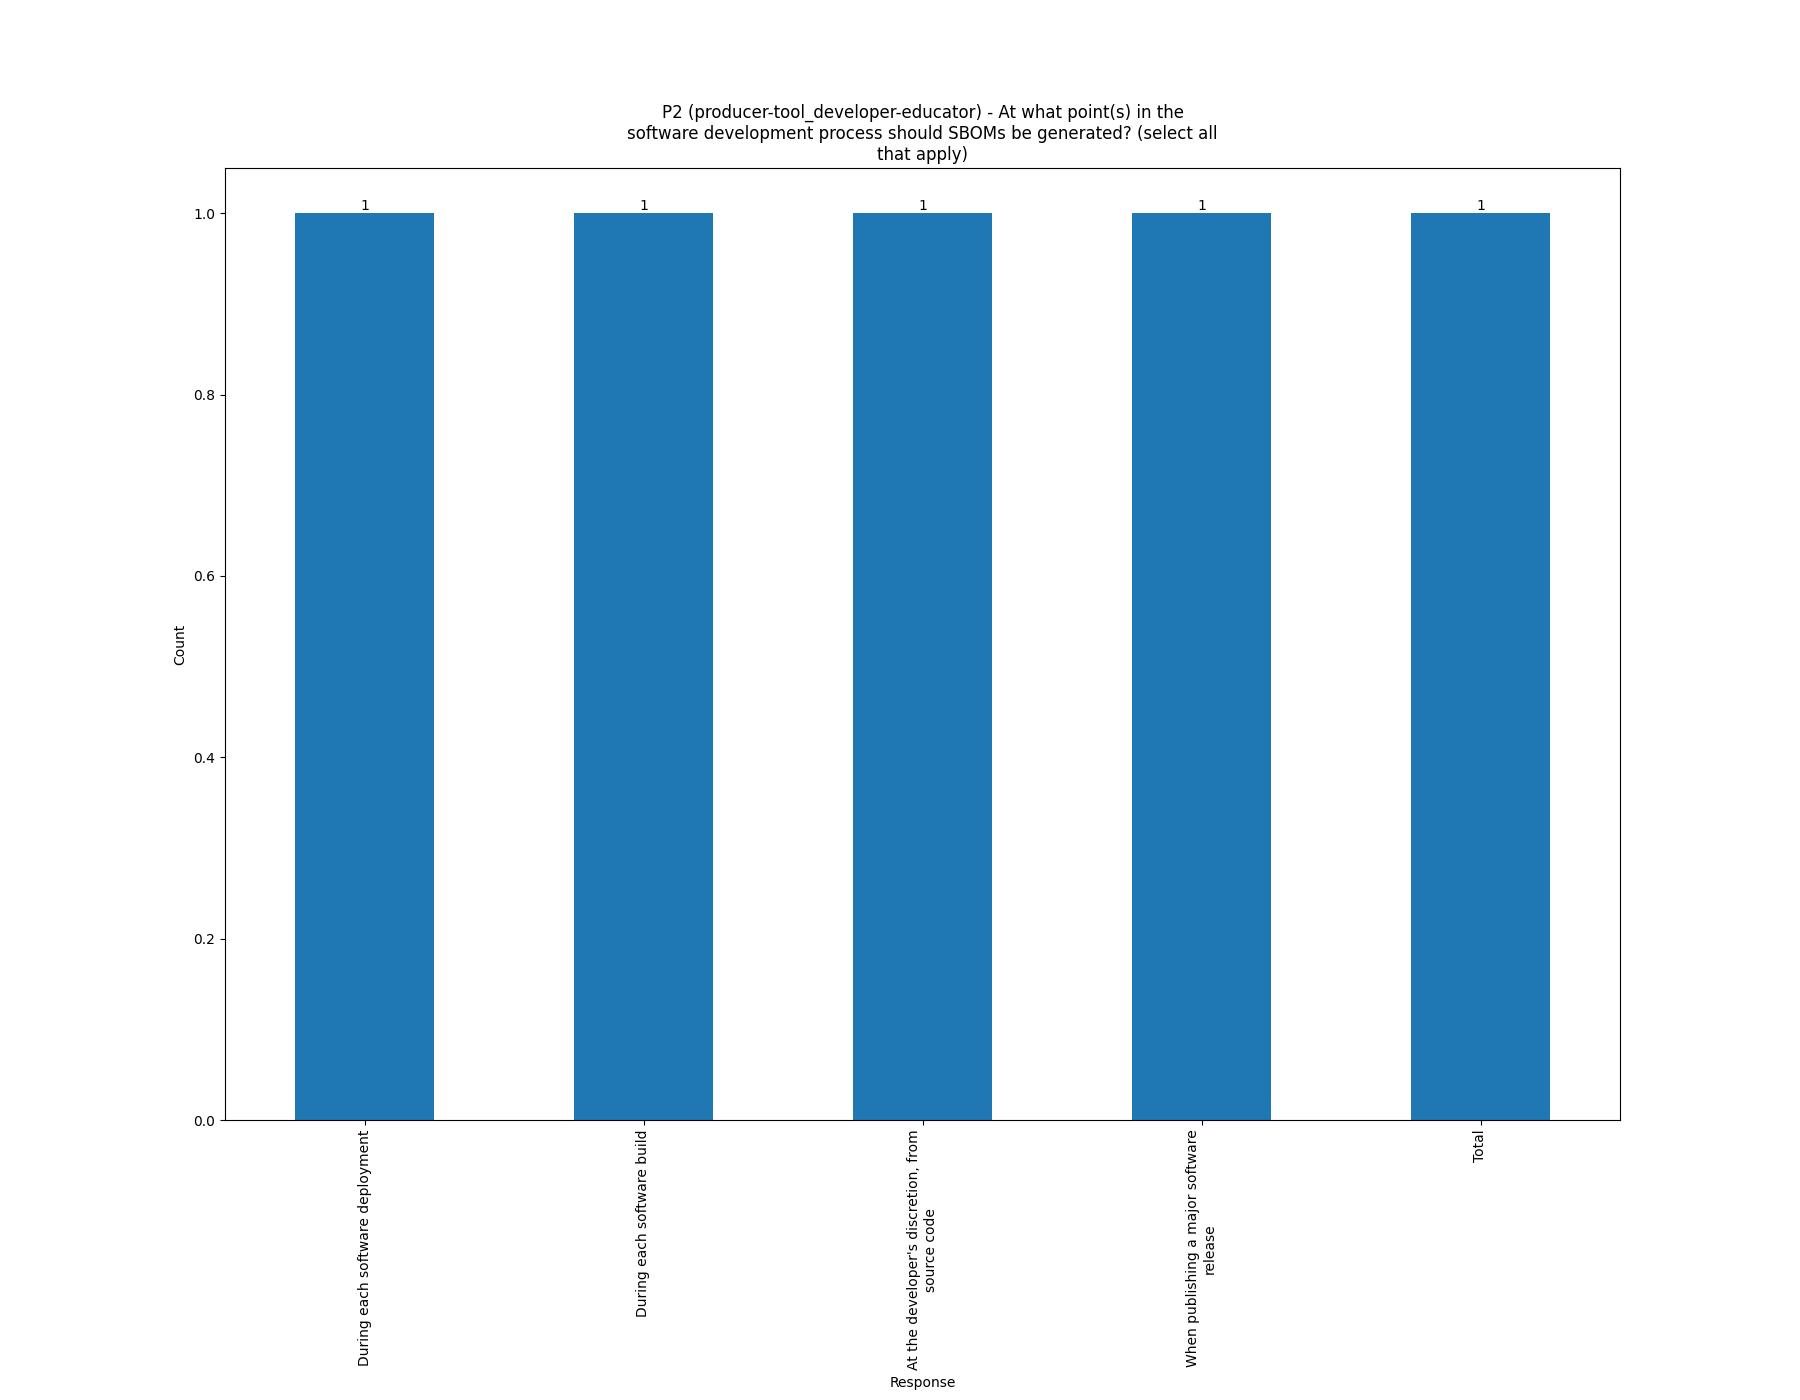 P2 (producer-tool_developer-educator) - At what point(s) in the
software development process should SBOMs be generated? (select all
that apply)
1
1
1
1
1
1.0
0.8
0.6
0.4
0.2
0.0
Count
During each software deployment
During each software build
At the developer's discretion, from
source code
When publishing a major software
release
Total
Response